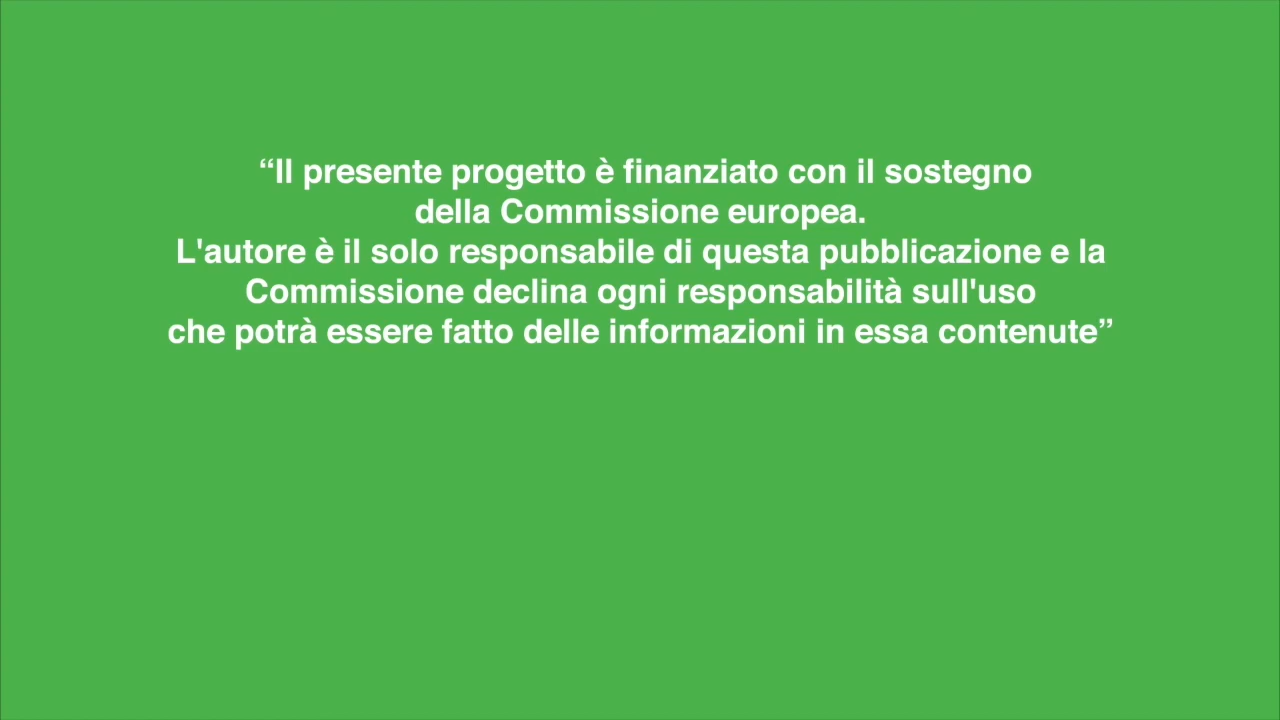 “Il presente progetto è finanziato con il sostegno
della Commissione europea.
L'autore è il solo responsabile di questa pubblicazione e la
Commissione declina ogni responsabilità sull'uso
che potrà essere fatto delle informazioni in essa contenute”